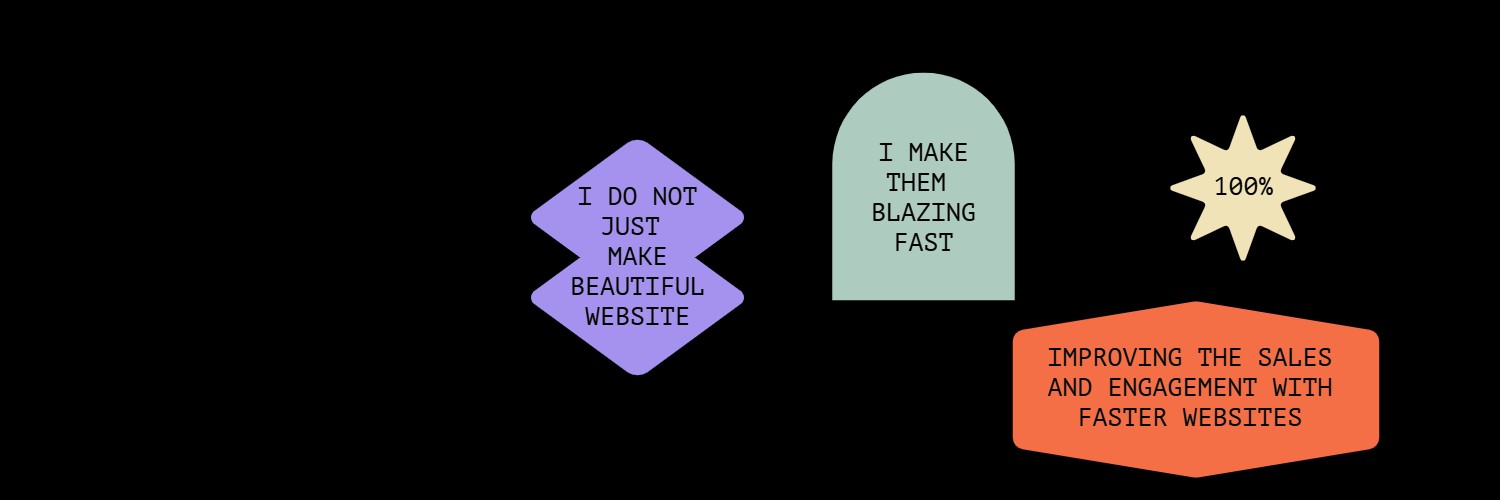 I DO NOT
JUST
MAKE
BEAUTIFUL
WEBSITE
I MAKE
THEM
BLAZING
FAST
100%
IMPROVING THE SALES
AND ENGAGEMENT WITH
FASTER WEBSITES